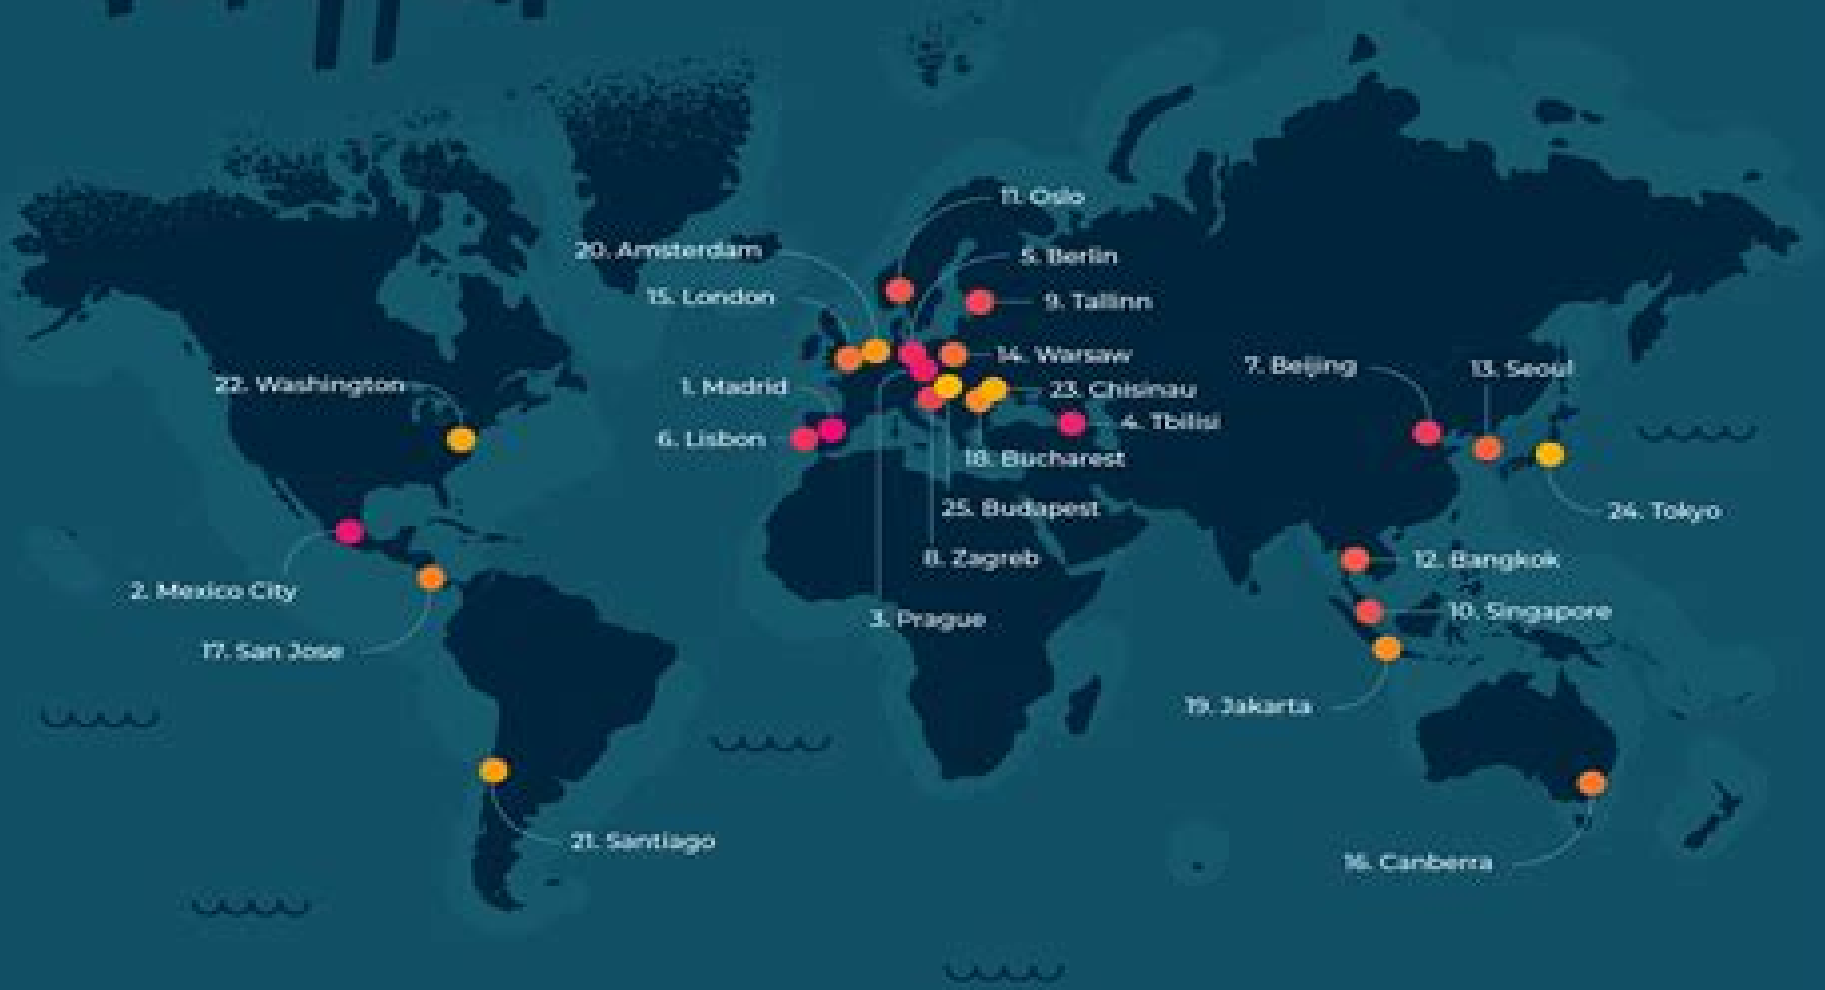 11. Oslo
20. Amsterdam
5. Berlin
15. London
9. Tallinn
14. Warsaw
7. Beijing
13. Seoul
22. Washington
1. Madrid
23. Chisinau
4. Tbilisi
6. Lisbon
18. Bucharest
25. Budapest
24. Tokyo
8. Zagreb
12. Bangkok
2. Mexico City
3. Prague
10. Singapore
17. San Jose
19. Jakarta
21. Santiago
16. Canberra